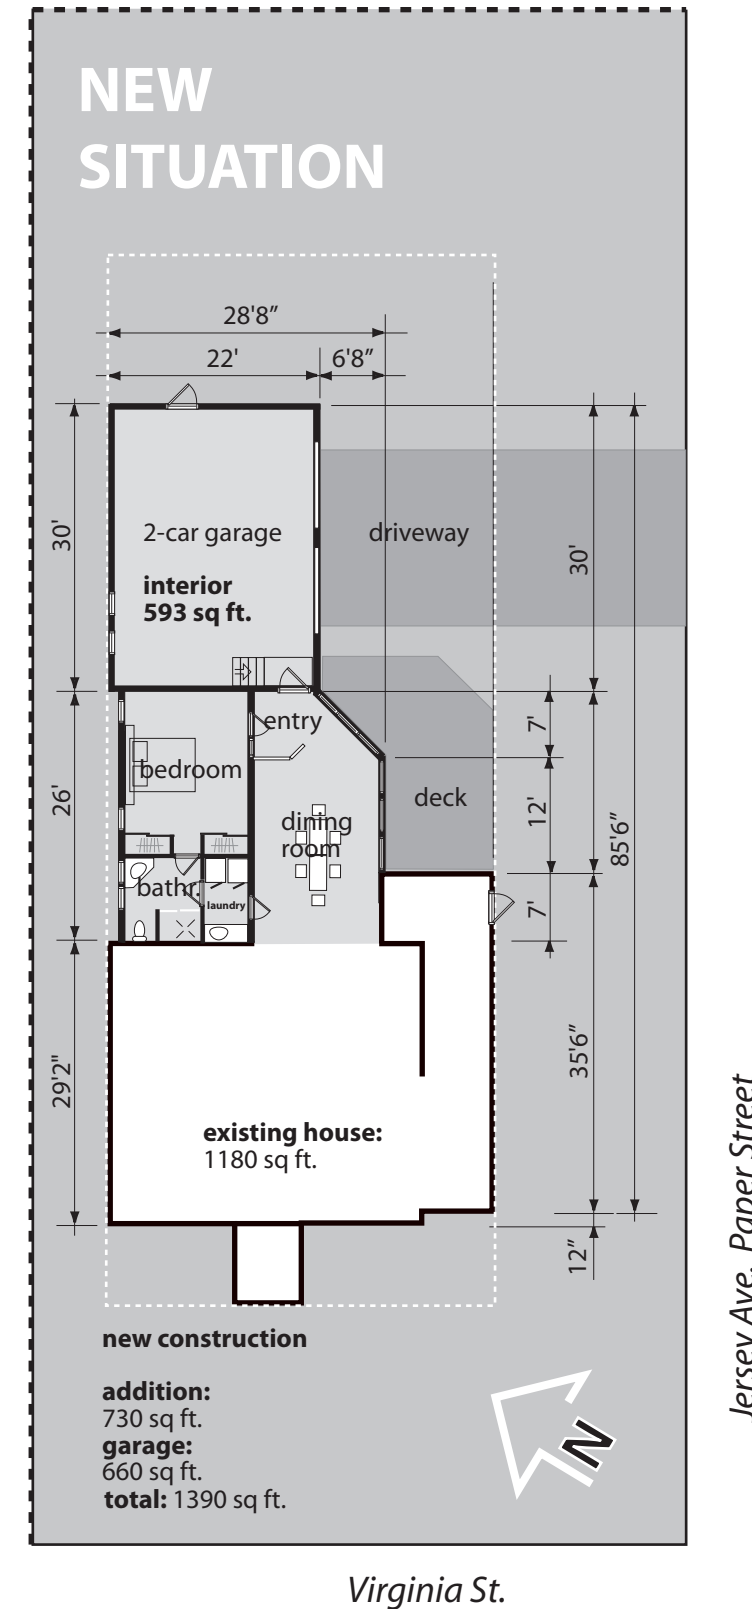 NEW
SITUATION
28'8”
22'
6'8”
30'
2-car garage
driveway
interior
593 sq ft.
30'
entry
7'
bedroom
26'
deck
12'
85'6”
dining
room
bathr.
laundry
7'
29'2"
35'6”
existing house:
1180 sq ft.
12”
Jersey Ave. Paper Street
new construction
addition:
730 sq ft.
garage:
660 sq ft.
total: 1390 sq ft.
N
Virginia St.